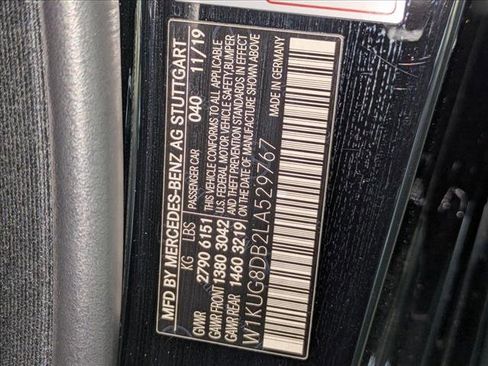 MFD BY MERCEDES-BENZ AG STUTTGART
KG LBS PASSENGER CAR 040 11/19
GVWR 2790 6151 THIS VEHICLE CONFORMS TO ALL APPLICABLE
GAWR FRONT 1380 3042 U.S. FEDERAL MOTOR VEHICLE SAFETY, BUMPER
GAWR REAR 1460 3219 AND THEFT PREVENTION STANDARDS IN EFFECT
ON THE DATE OF MANUFACTURE SHOWN ABOVE
W1KUG8DB2LA529767 MADE IN GERMANY